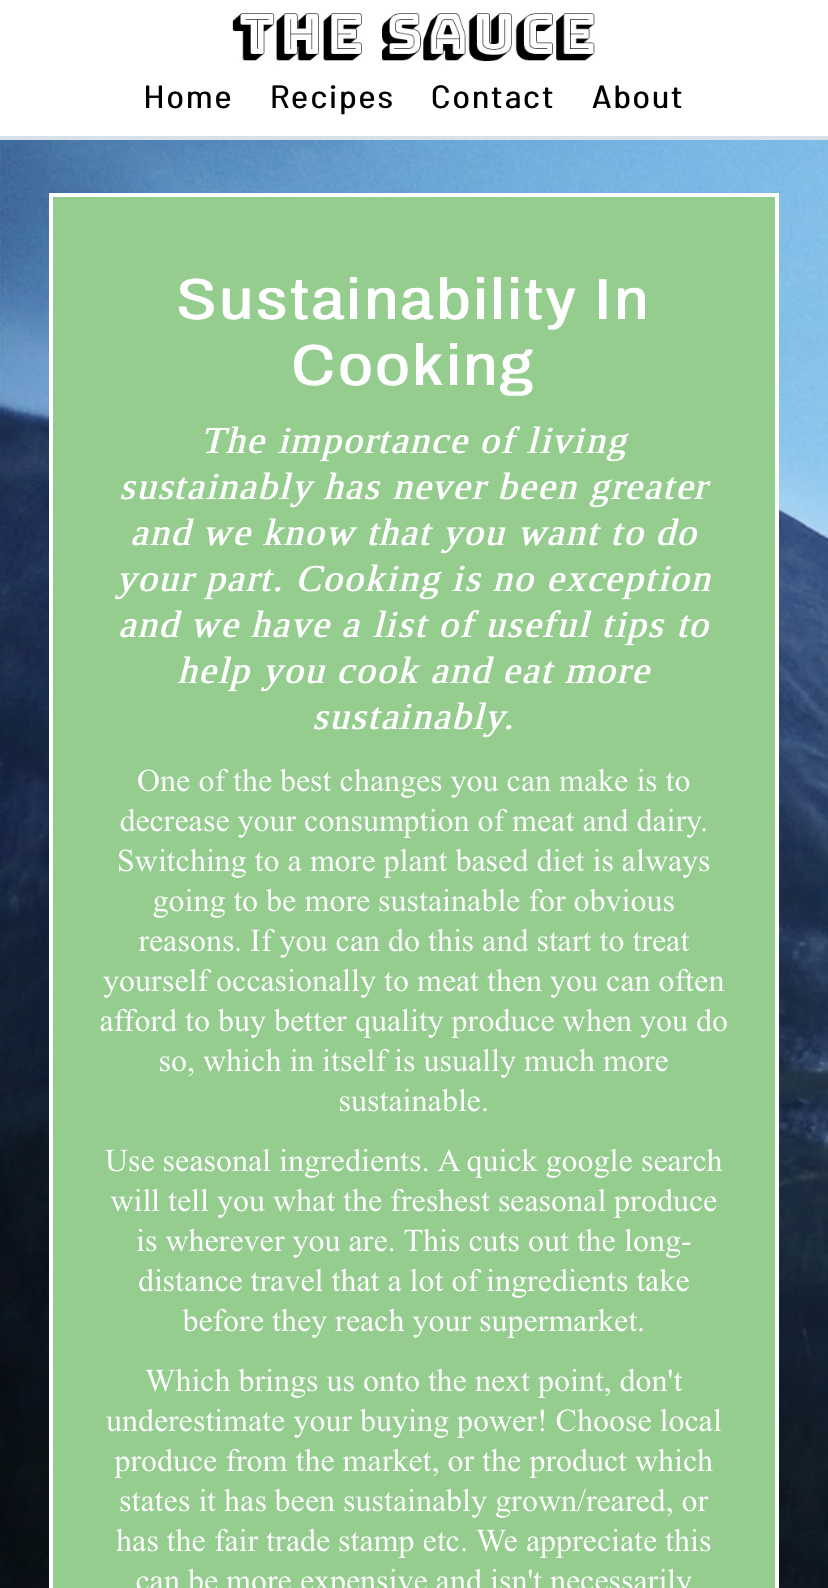 THE SAUCE
Home Recipes Contact About
Sustainability In
Cooking
The importance of living
sustainably has never been greater
and we know that you want to do
your part. Cooking is no exception
and we have a list of useful tips to
help you cook and eat more
sustainably.
One of the best changes you can make is to
decrease your consumption of meat and dairy.
Switching to a more plant based diet is always
going to be more sustainable for obvious
reasons. If you can do this and start to treat
yourself occasionally to meat then you can often
afford to buy better quality produce when you do
so, which in itself is usually much more
sustainable.
Use seasonal ingredients. A quick google search
will tell you what the freshest seasonal produce
is wherever you are. This cuts out the long-
distance travel that a lot of ingredients take
before they reach your supermarket.
Which brings us onto the next point, don't
underestimate your buying power! Choose local
produce from the market, or the product which
states it has been sustainably grown/reared, or
has the fair trade stamp etc. We appreciate this
can be more expensive and isn't necessarily